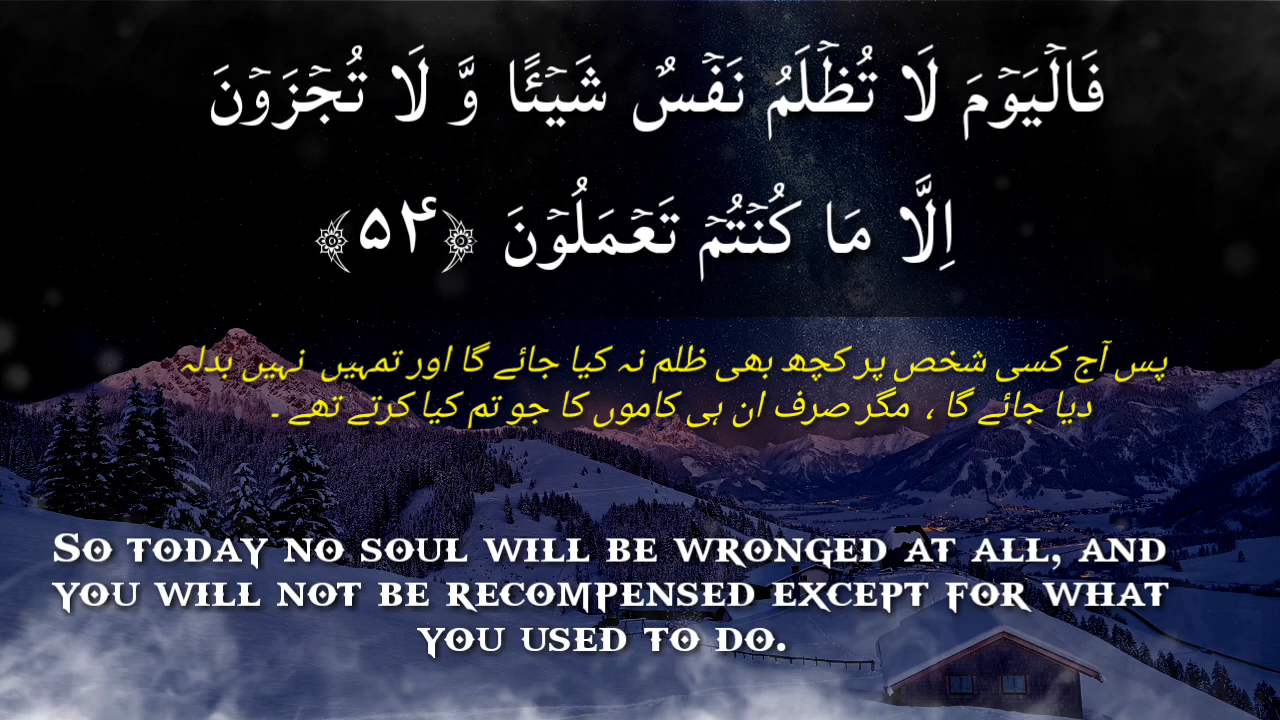 فَالۡیَوۡمَ لَا تُظۡلَمُ نَفۡسٌ شَیۡئًا وَّ لَا تُجۡزَوۡنَ
اِلَّا مَا کُنۡتُمۡ تَعۡمَلُوۡنَ ﴿۵۴﴾
پس آج کسی شخص پر کچھ بھی ظلم نہ کیا جائے گا اور تمہیں نہیں بدلہ
دیا جائے گا ، مگر صرف ان ہی کاموں کا جو تم کیا کرتے تھے ۔
So today no soul will be wronged at all, and
you will not be recompensed except for what
you used to do.